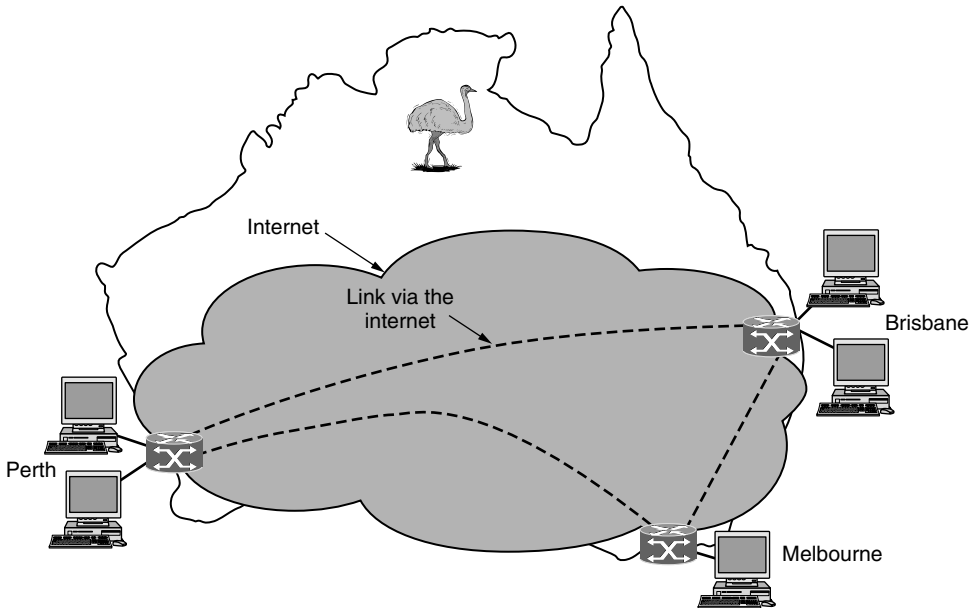 Internet
Link via the
internet
Brisbane
Perth
Melbourne